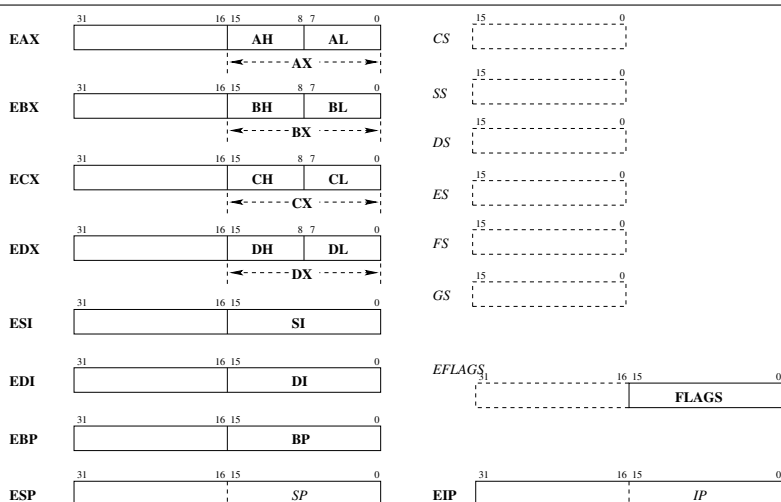 31 16 15 8 7 0
EAX AH AL
AX
31 16 15 8 7 0
EBX BH BL
BX
31 16 15 8 7 0
ECX CH CL
CX
31 16 15 8 7 0
EDX DH DL
DX
31 16 15 0
ESI SI
31 16 15 0
EDI DI
31 16 15 0
EBP BP
31 16 15 0
ESP SP
15 0
CS
15 0
SS
15 0
DS
15 0
ES
15 0
FS
15 0
GS
EFLAGS
31 16 15 0
FLAGS
31 16 15 0
EIP IP